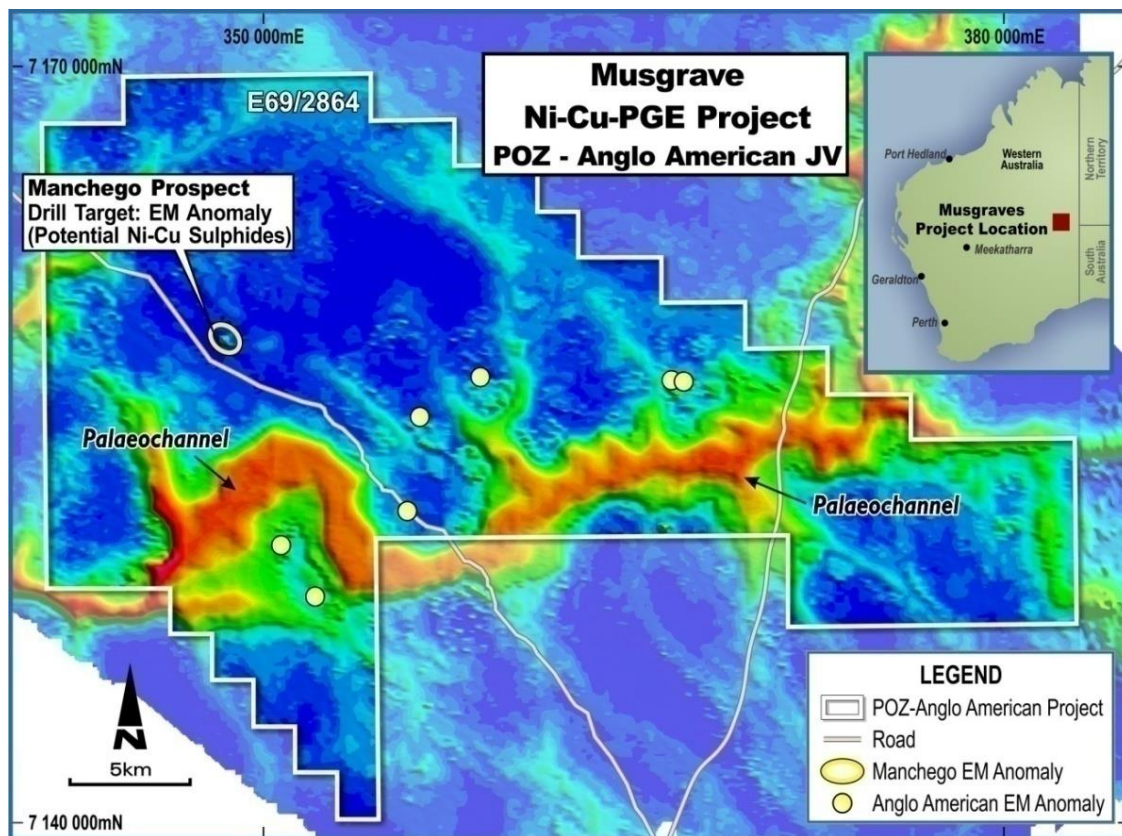 350 000mE
380 000mE
7 170 000mN
E69/2864
Musgrave
Ni-Cu-PGE Project
POZ - Anglo American JV
Port Hedland
Western
Australia
Northern
Territory
Musgraves
Project Location
Meekatharra
South
Australia
Geraldton
Perth
Manchego Prospect
Drill Target: EM Anomaly
(Potential Ni-Cu Sulphides)
Palaeochannel
Palaeochannel
N
5km
LEGEND
POZ-Anglo American Project
Road
Manchego EM Anomaly
Anglo American EM Anomaly
7 140 000mN